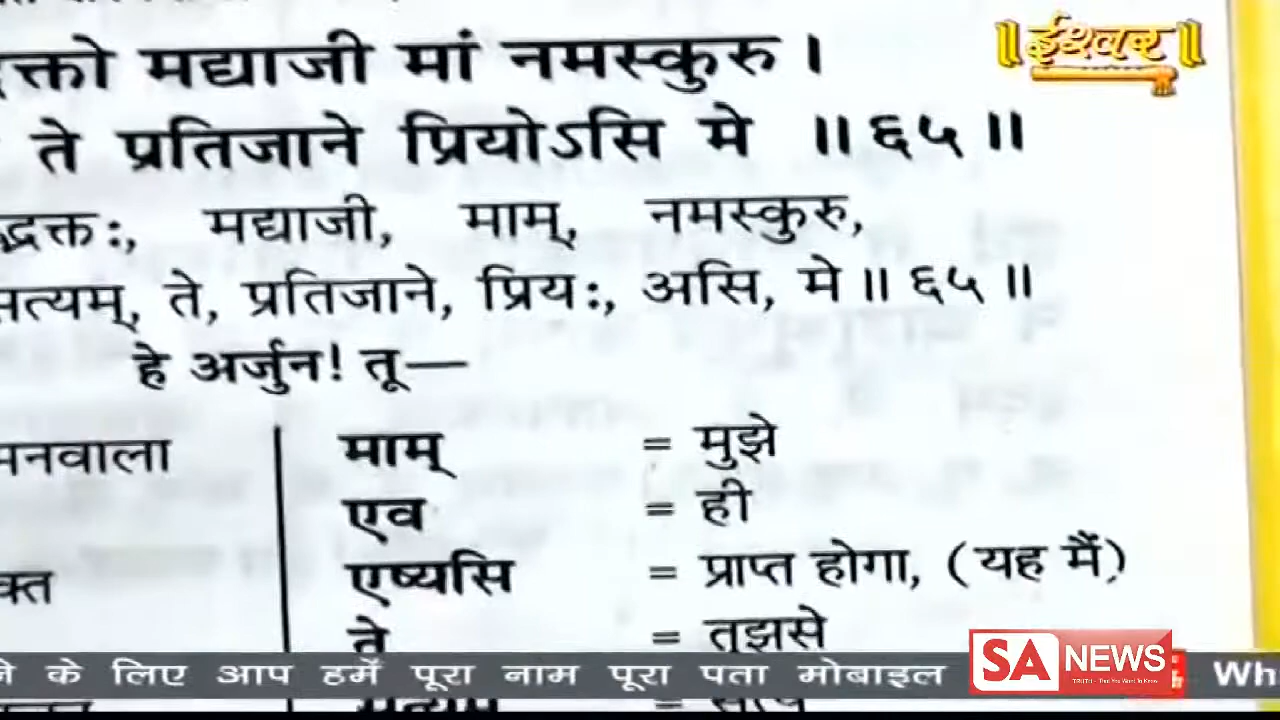 मद्याजी मां नमस्कुरु ।
ते प्रतिजाने प्रियोऽसि मे ॥ ६५ ॥
मद्याजी, माम्, नमस्कुरु,
सत्यम्, ते, प्रतिजाने, प्रियः, असि, मे ॥ ६५ ॥
हे अर्जुन! तू—
मनवाला
माम् = मुझे
एव = ही
एष्यसि = प्राप्त होगा, (यह मैं)
ते = तुझसे
॥ ईश्वर ॥
के लिए आप हमें पूरा नाम पूरा पता मोबाइल
SA NEWS
Wh